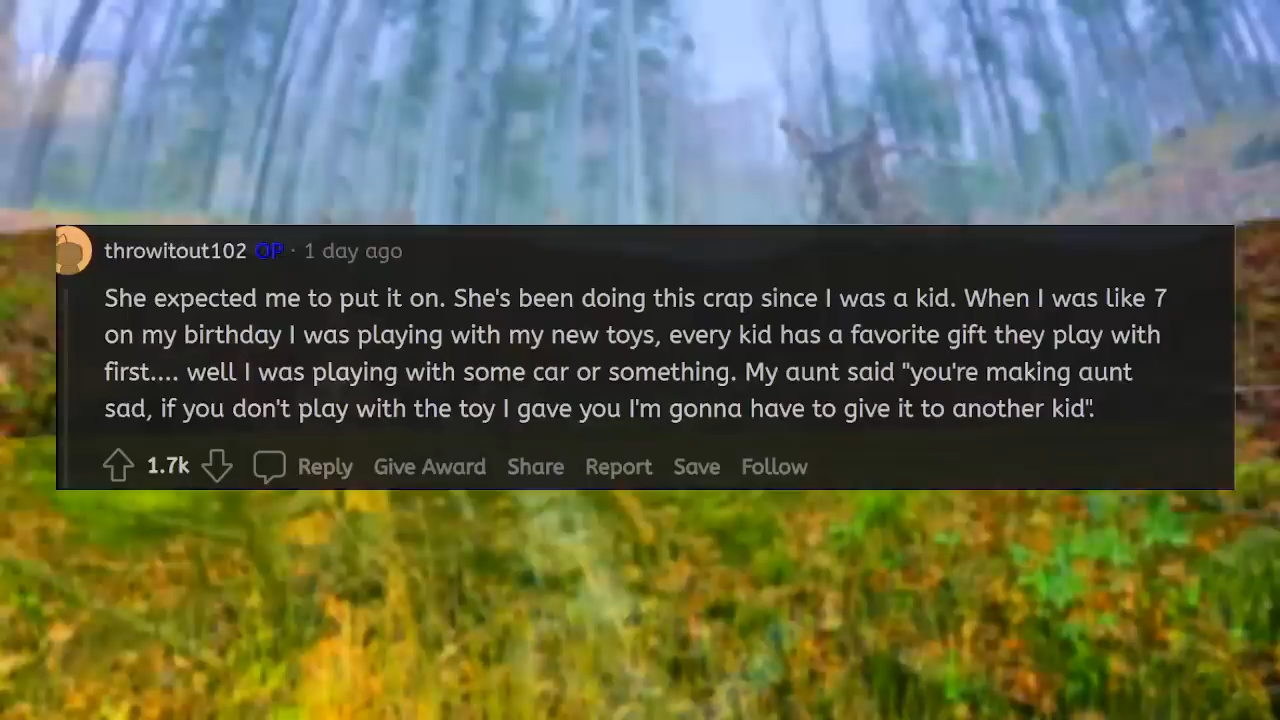 throwitout102 OP · 1 day ago
She expected me to put it on. She's been doing this crap since I was a kid. When I was like 7
on my birthday I was playing with my new toys, every kid has a favorite gift they play with
first.... well I was playing with some car or something. My aunt said "you're making aunt
sad, if you don't play with the toy I gave you I'm gonna have to give it to another kid".
1.7k Reply Give Award Share Report Save Follow